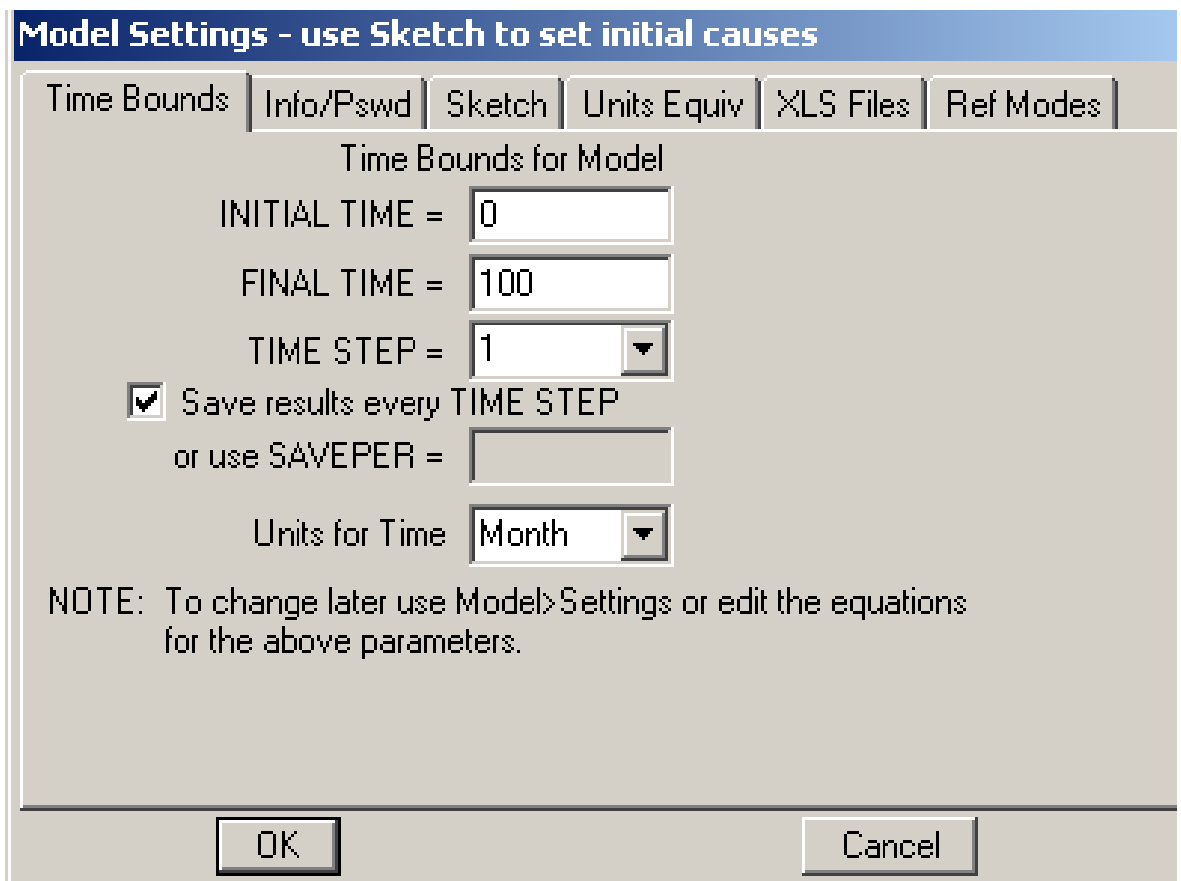 Model Settings - use Sketch to set initial causes
Time Bounds Info/Pswd Sketch Units Equiv XLS Files Ref Modes
Time Bounds for Model
INITIAL TIME = 0
FINAL TIME = 100
TIME STEP = 1
Save results every TIME STEP
or use SAVEPER =
Units for Time Month
NOTE: To change later use Model>Settings or edit the equations
for the above parameters.
OK Cancel